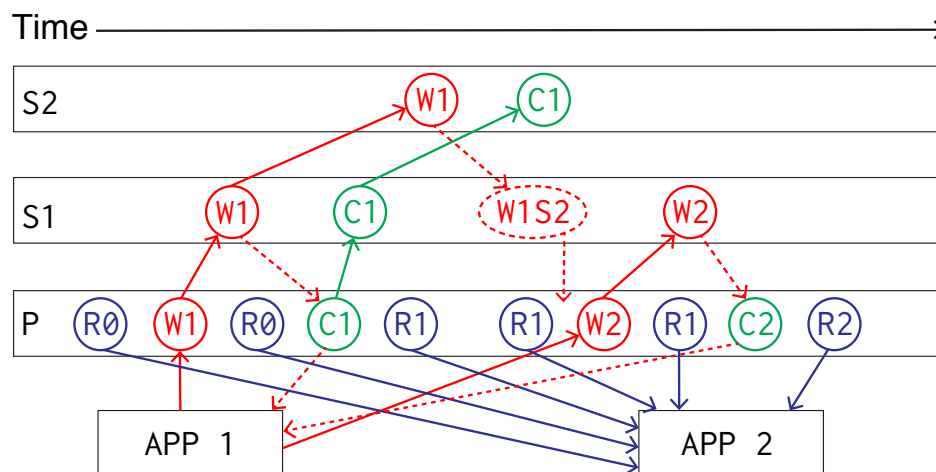 Time
S2 W1 C1
S1 W1 C1 W1S2 W2
P R0 W1 R0 C1 R1 R1 W2 R1 C2 R2
APP 1 APP 2